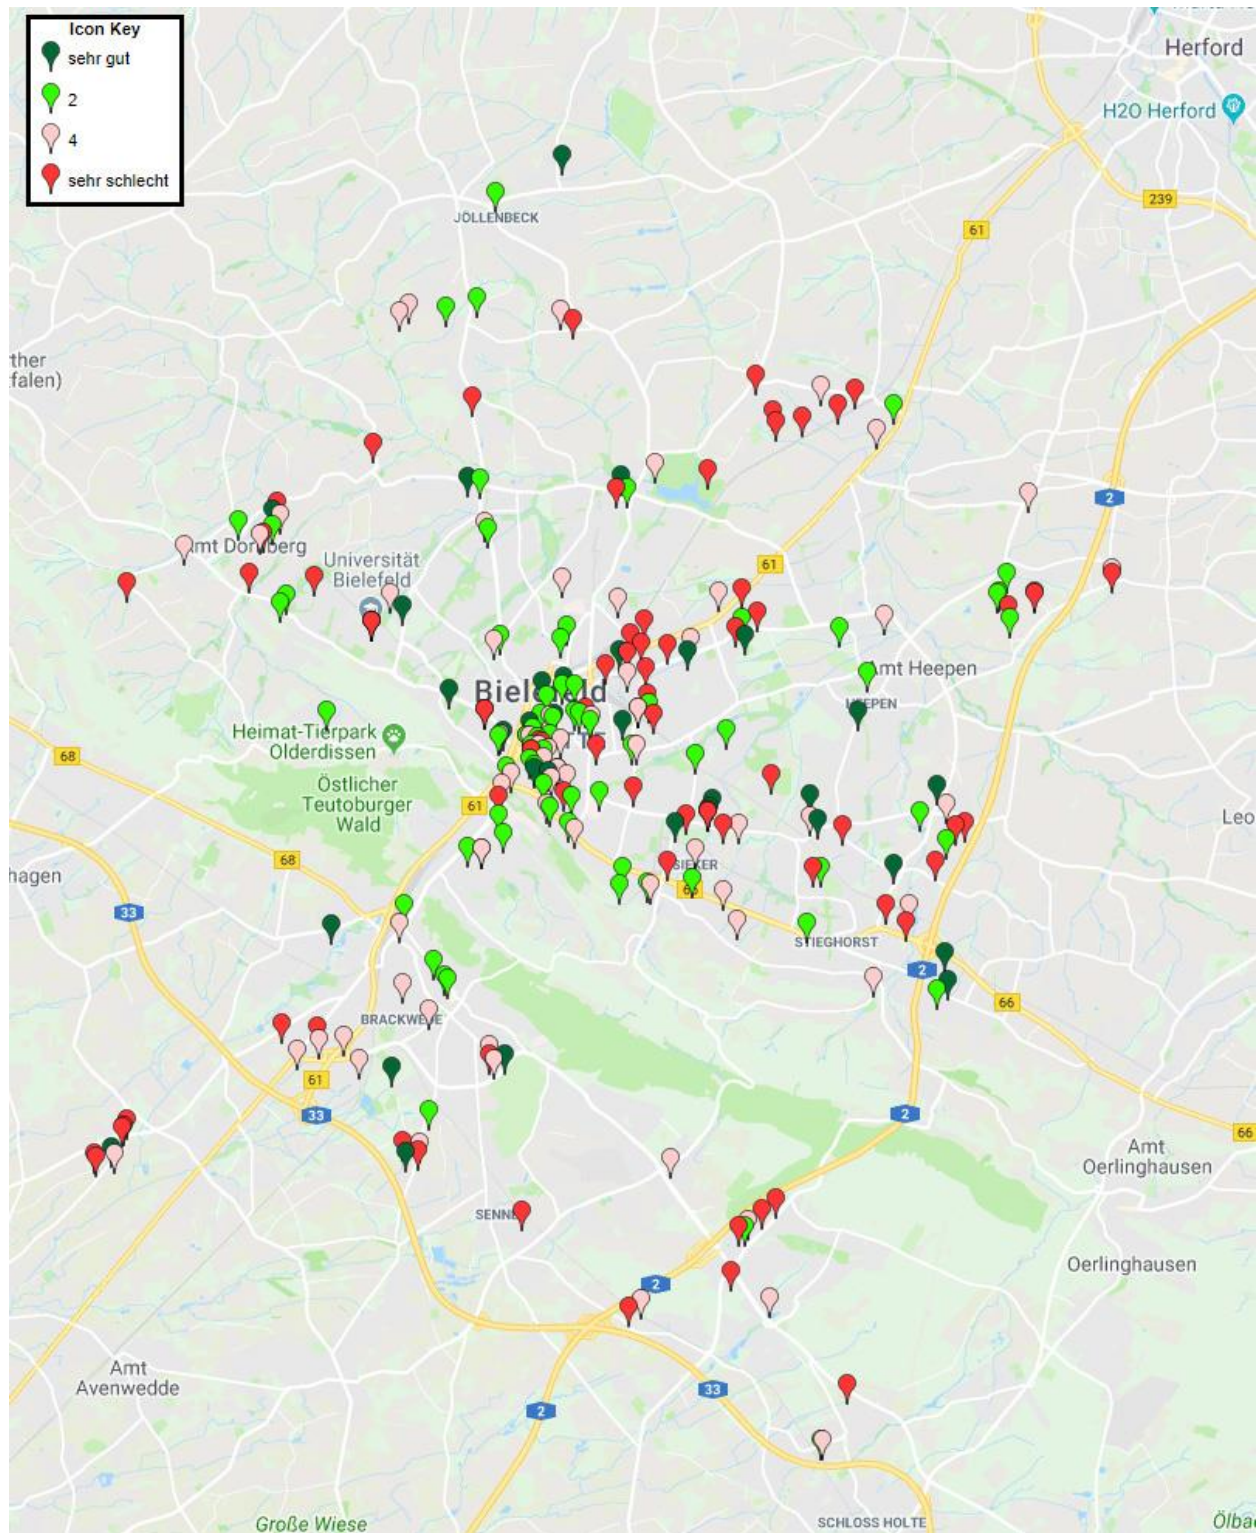 Icon Key
sehr gut
2
4
sehr schlecht
Herford
H2O Herford
239
JÖLLENBECK
61
falen)
2
Amt Dornberg
Universität
Bielefeld
61
Bielefeld
Amt Heepen
HEEPEN
Heimat-Tierpark
Olderdissen
68
Östlicher
Teutoburger
Wald
61
Leo
68
hagen
SIEKER
33
STIEGHORST
2
66
BRACKWEDE
61
33
2
66
Amt
Oerlinghausen
SENNE
Oerlinghausen
2
Amt
Avenwedde
33
2
Große Wiese
SCHLOSS HOLTE